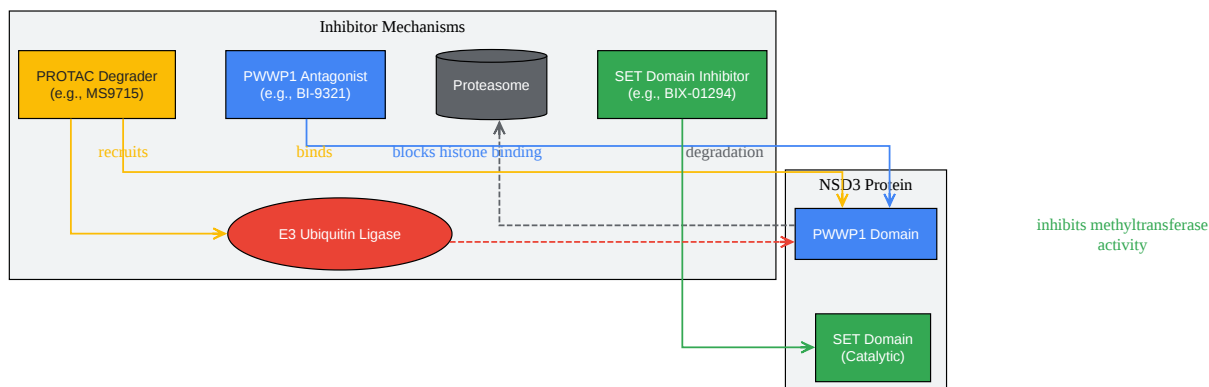 Inhibitor Mechanisms
PROTAC Degrader
(e.g., MS9715)
PWWP1 Antagonist
(e.g., BI-9321)
Proteasome
SET Domain Inhibitor
(e.g., BIX-01294)
recruits
binds
blocks histone binding
degradation
NSD3 Protein
E3 Ubiquitin Ligase
PWWP1 Domain
inhibits methyltransferase
activity
SET Domain
(Catalytic)